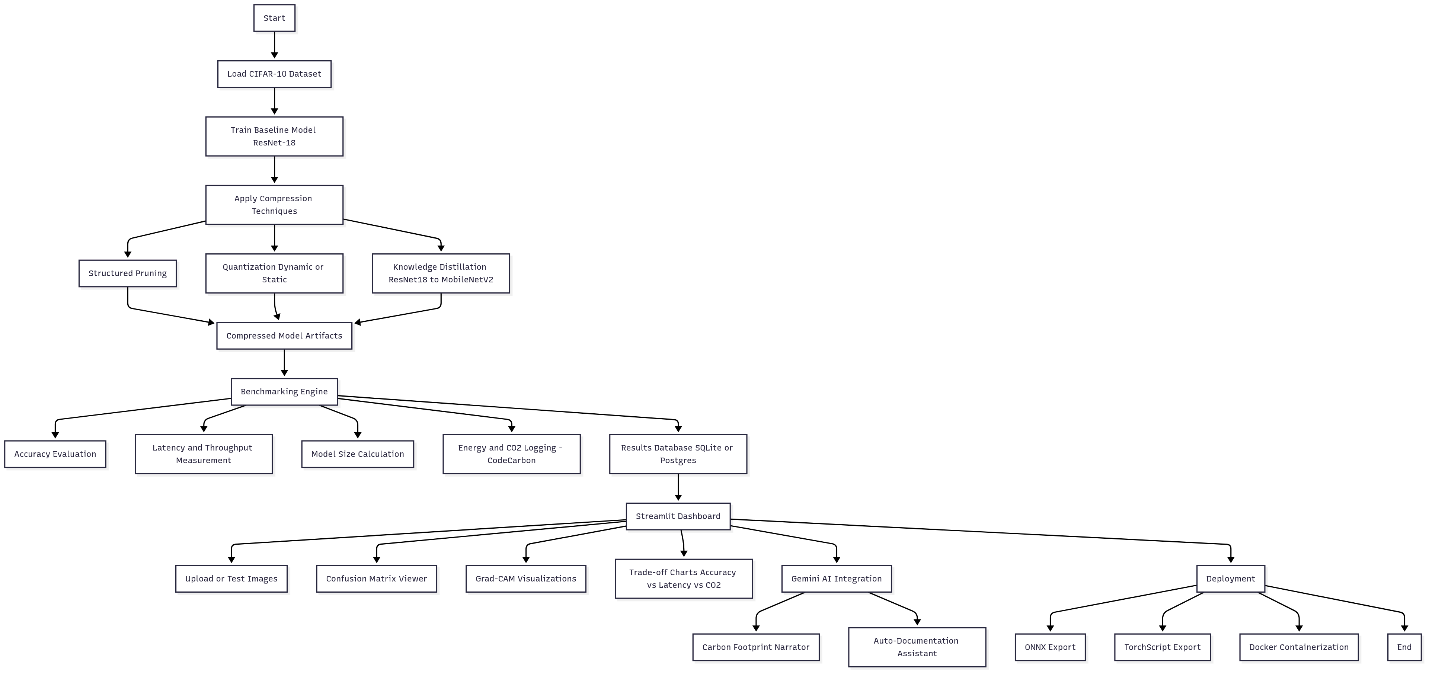 Start
Load CIFAR-10 Dataset
Train Baseline Model
ResNet-18
Apply Compression
Techniques
Structured Pruning
Quantization Dynamic or
Static
Knowledge Distillation
ResNet18 to MobileNetV2
Compressed Model Artifacts
Benchmarking Engine
Accuracy Evaluation
Latency and Throughput
Measurement
Model Size Calculation
Energy and CO2 Logging -
CodeCarbon
Results Database SQLite or
Postgres
Streamlit Dashboard
Upload or Test Images
Confusion Matrix Viewer
Grad-CAM Visualizations
Trade-off Charts Accuracy
vs Latency vs CO2
Gemini AI Integration
Deployment
Carbon Footprint Narrator
Auto-Documentation
Assistant
ONNX Export
TorchScript Export
Docker Containerization
End